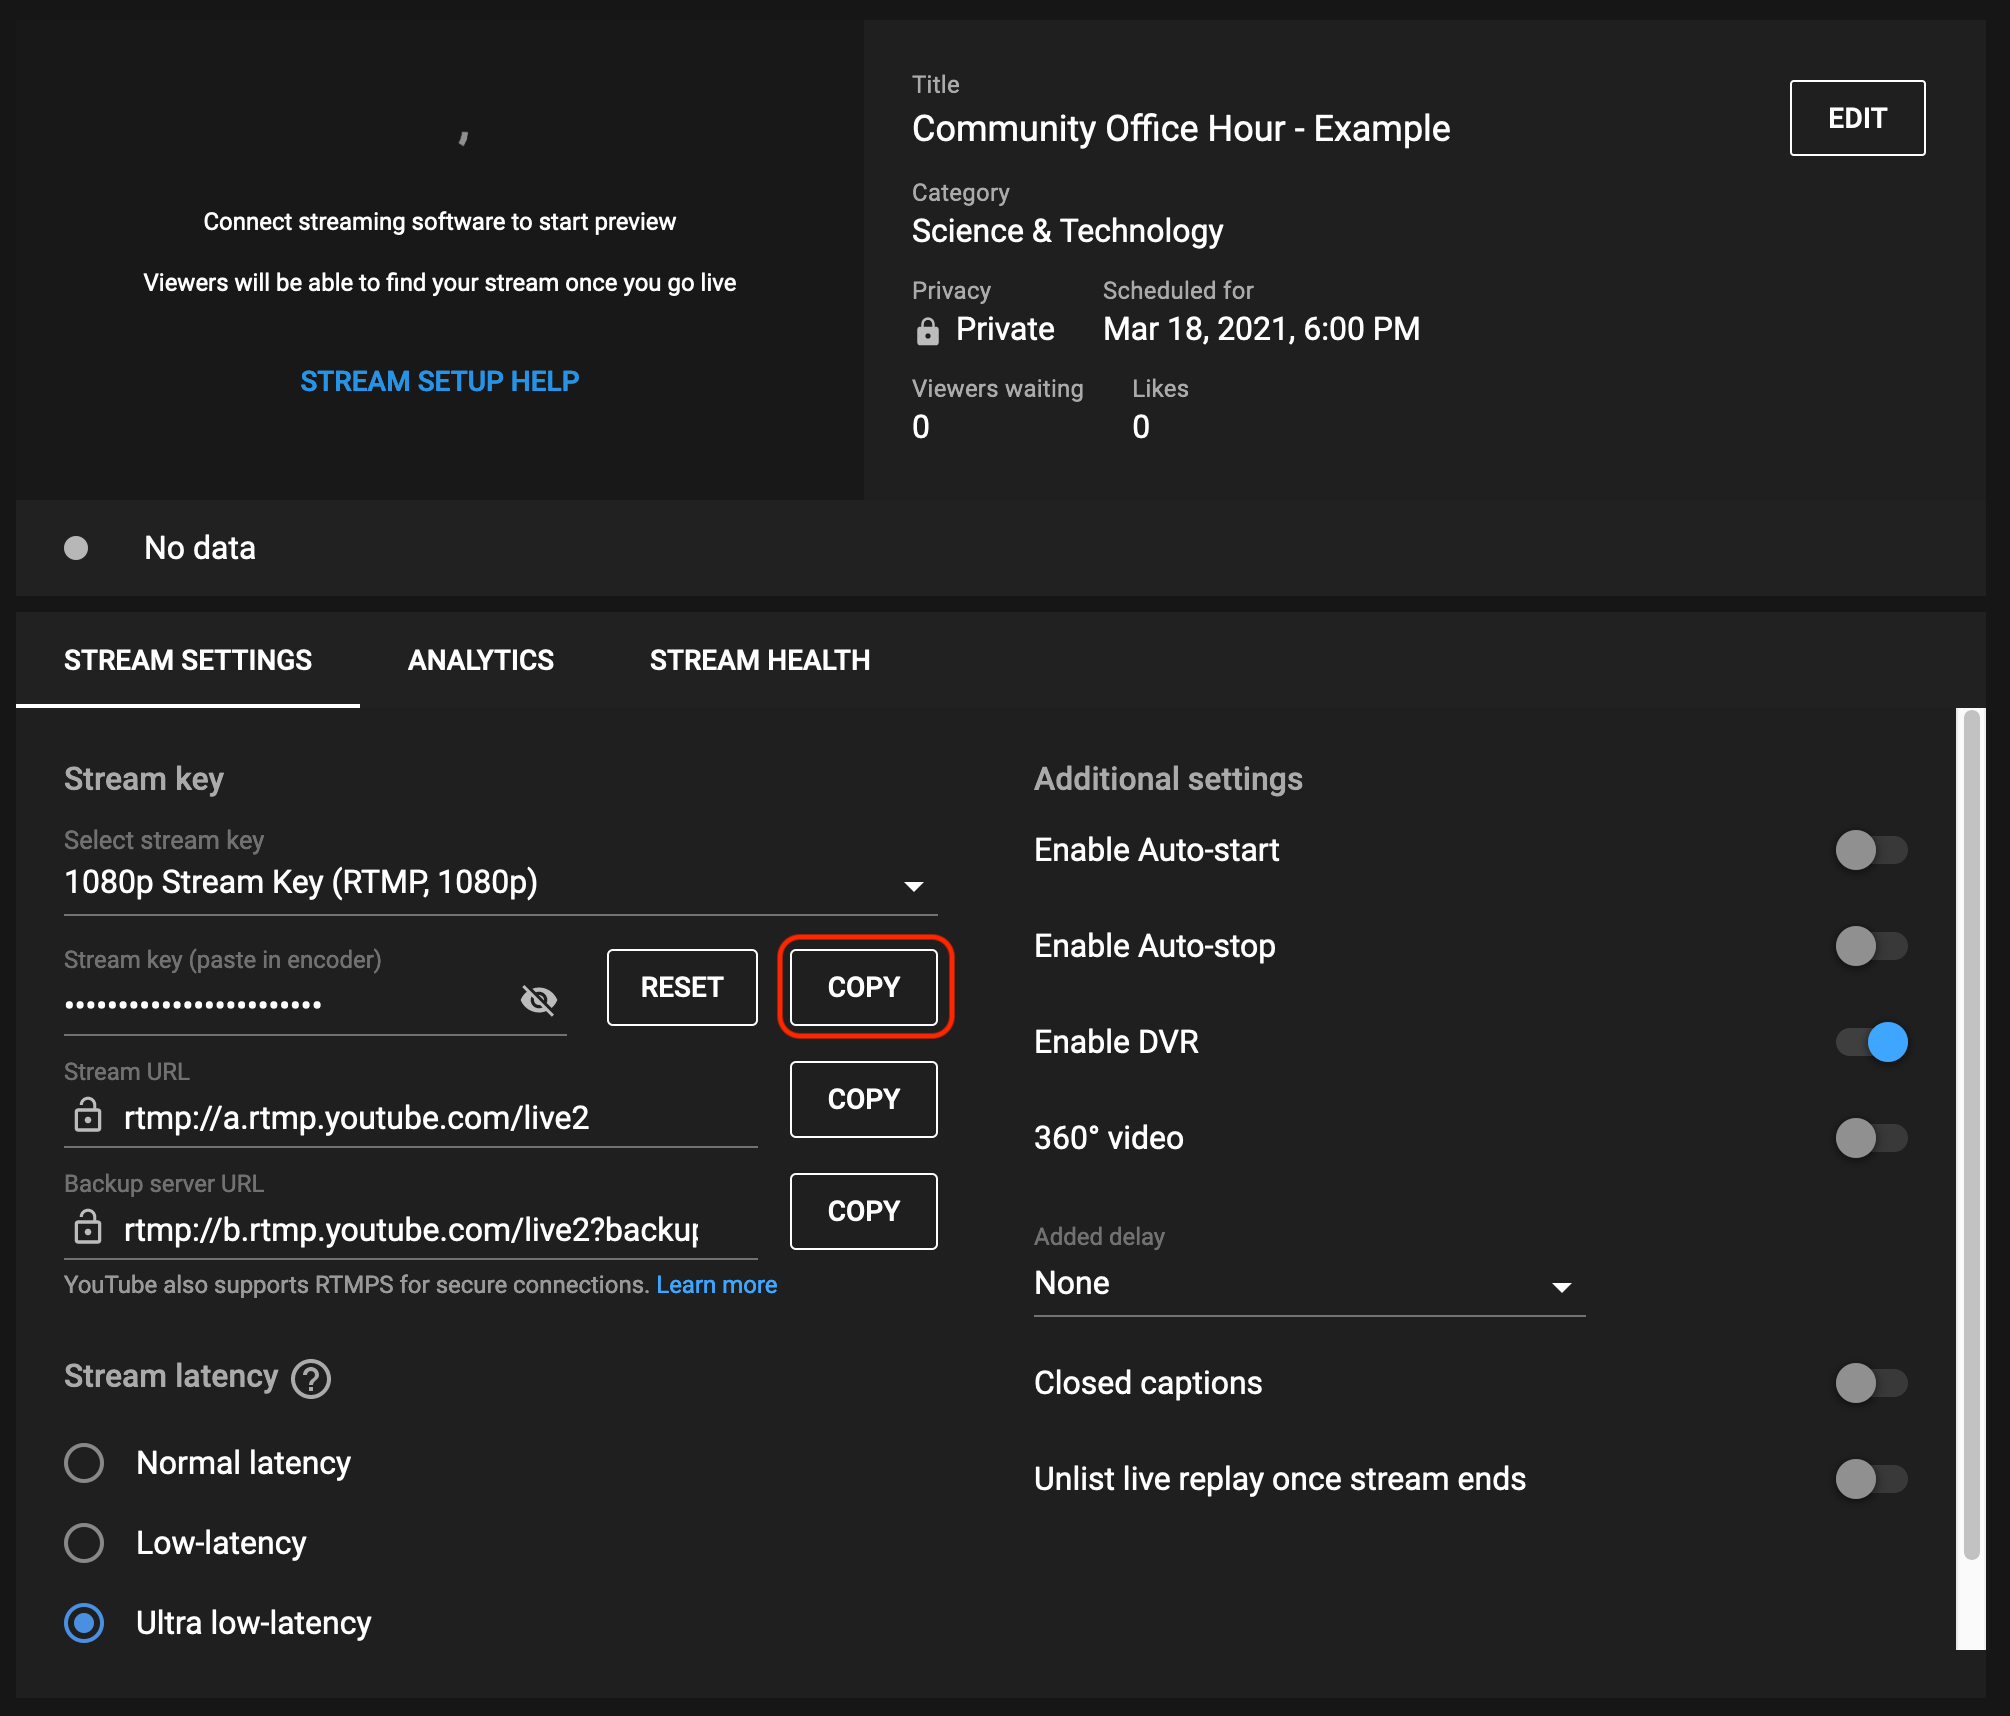 Connect streaming software to start preview
Viewers will be able to find your stream once you go live
STREAM SETUP HELP
Title
Community Office Hour - Example
EDIT
Category
Science & Technology
Privacy
Private
Scheduled for
Mar 18, 2021, 6:00 PM
Viewers waiting
0
Likes
0
No data
STREAM SETTINGS ANALYTICS STREAM HEALTH
Stream key
Select stream key
1080p Stream Key (RTMP, 1080p)
Stream key (paste in encoder)
••••••••••••••••••••••••
RESET
COPY
Stream URL
rtmp://a.rtmp.youtube.com/live2
COPY
Backup server URL
rtmp://b.rtmp.youtube.com/live2?backup
COPY
YouTube also supports RTMPS for secure connections. Learn more
Stream latency ?
Normal latency
Low-latency
Ultra low-latency
Additional settings
Enable Auto-start
Enable Auto-stop
Enable DVR
360° video
Added delay
None
Closed captions
Unlist live replay once stream ends